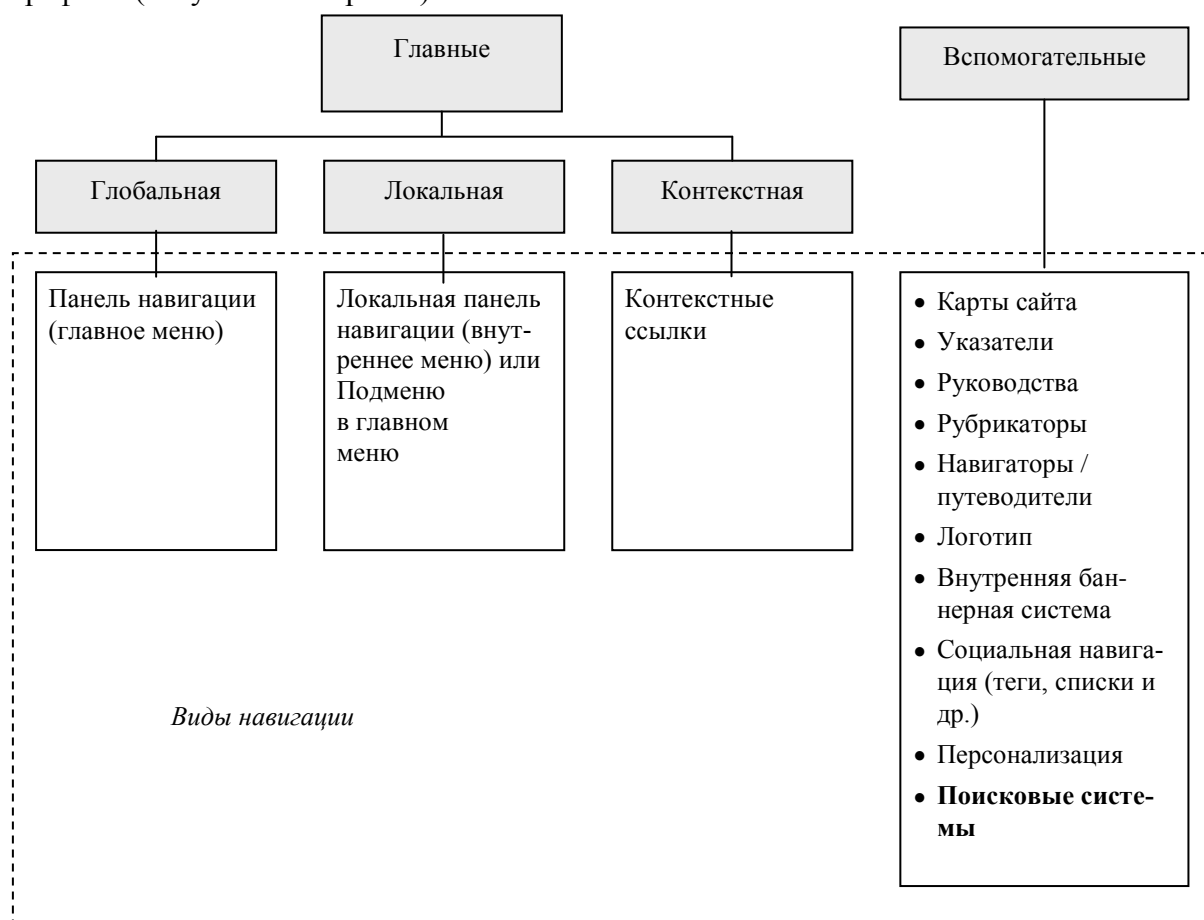 Главные
Вспомогательные
Глобальная
Локальная
Контекстная
Панель навигации
(главное меню)
Локальная панель
навигации (внут-
реннее меню) или
Подменю
в главном
меню
Контекстные
ссылки
• Карты сайта
• Указатели
• Руководства
• Рубрикаторы
• Навигаторы /
путеводители
• Логотип
• Внутренняя бан-
нерная система
• Социальная навига-
ция (теги, списки и
др.)
• Персонализация
• Поисковые систе-
мы
Виды навигации